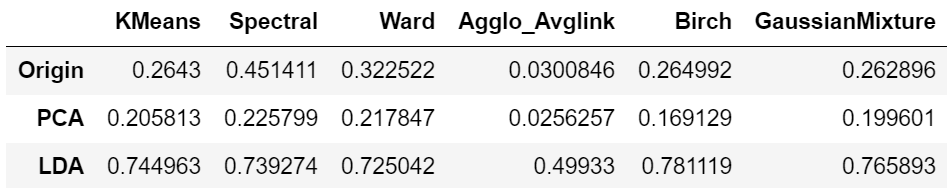 KMeans Spectral Ward Agglo_Avglink Birch GaussianMixture
Origin 0.2643 0.451411 0.322522 0.0300846 0.264992 0.262896
PCA 0.205813 0.225799 0.217847 0.0256257 0.169129 0.199601
LDA 0.744963 0.739274 0.725042 0.49933 0.781119 0.765893